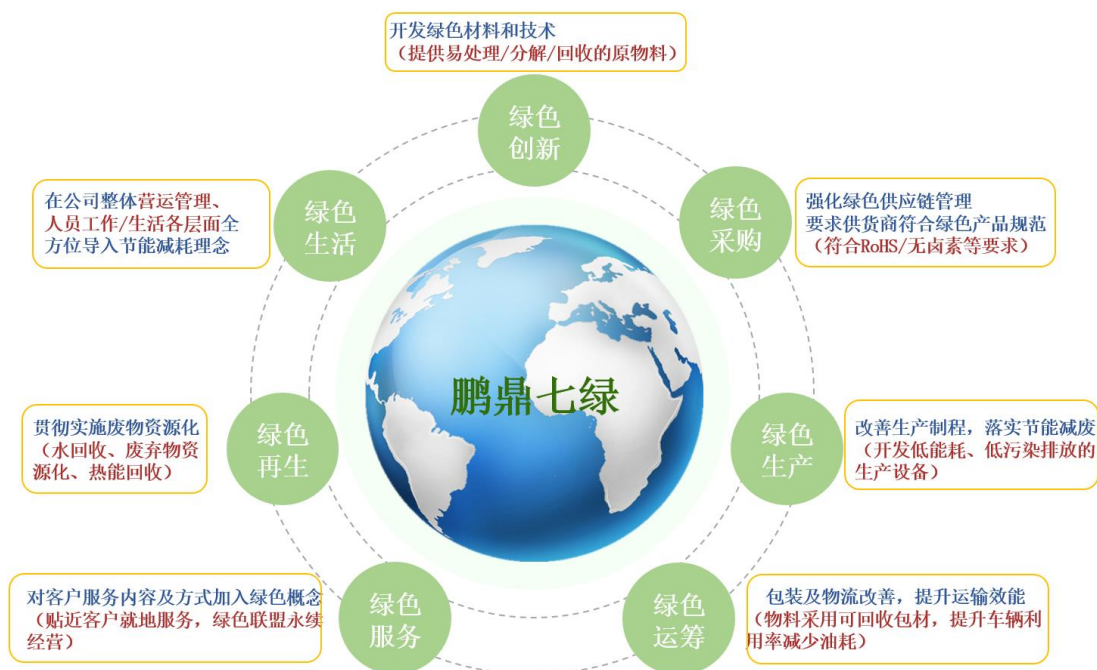 开发绿色材料和技术
（提供易处理/分解/回收的原物料）
绿色
创新
在公司整体营运管理、
人员工作/生活各层面全
方位导入节能减耗理念
绿色
生活
绿色
采购
强化绿色供应链管理
要求供货商符合绿色产品规范
（符合RoHS/无卤素等要求）
鹏鼎七绿
贯彻实施废物资源化
（水回收、废弃物资
源化、热能回收）
绿色
再生
绿色
生产
改善生产制程，落实节能减废
（开发低能耗、低污染排放的
生产设备）
对客户服务内容及方式加入绿色概念
（贴近客户就地服务，绿色联盟永续
经营）
绿色
服务
绿色
运筹
包装及物流改善，提升运输效能
（物料采用可回收包材，提升车辆利
用率减少油耗）